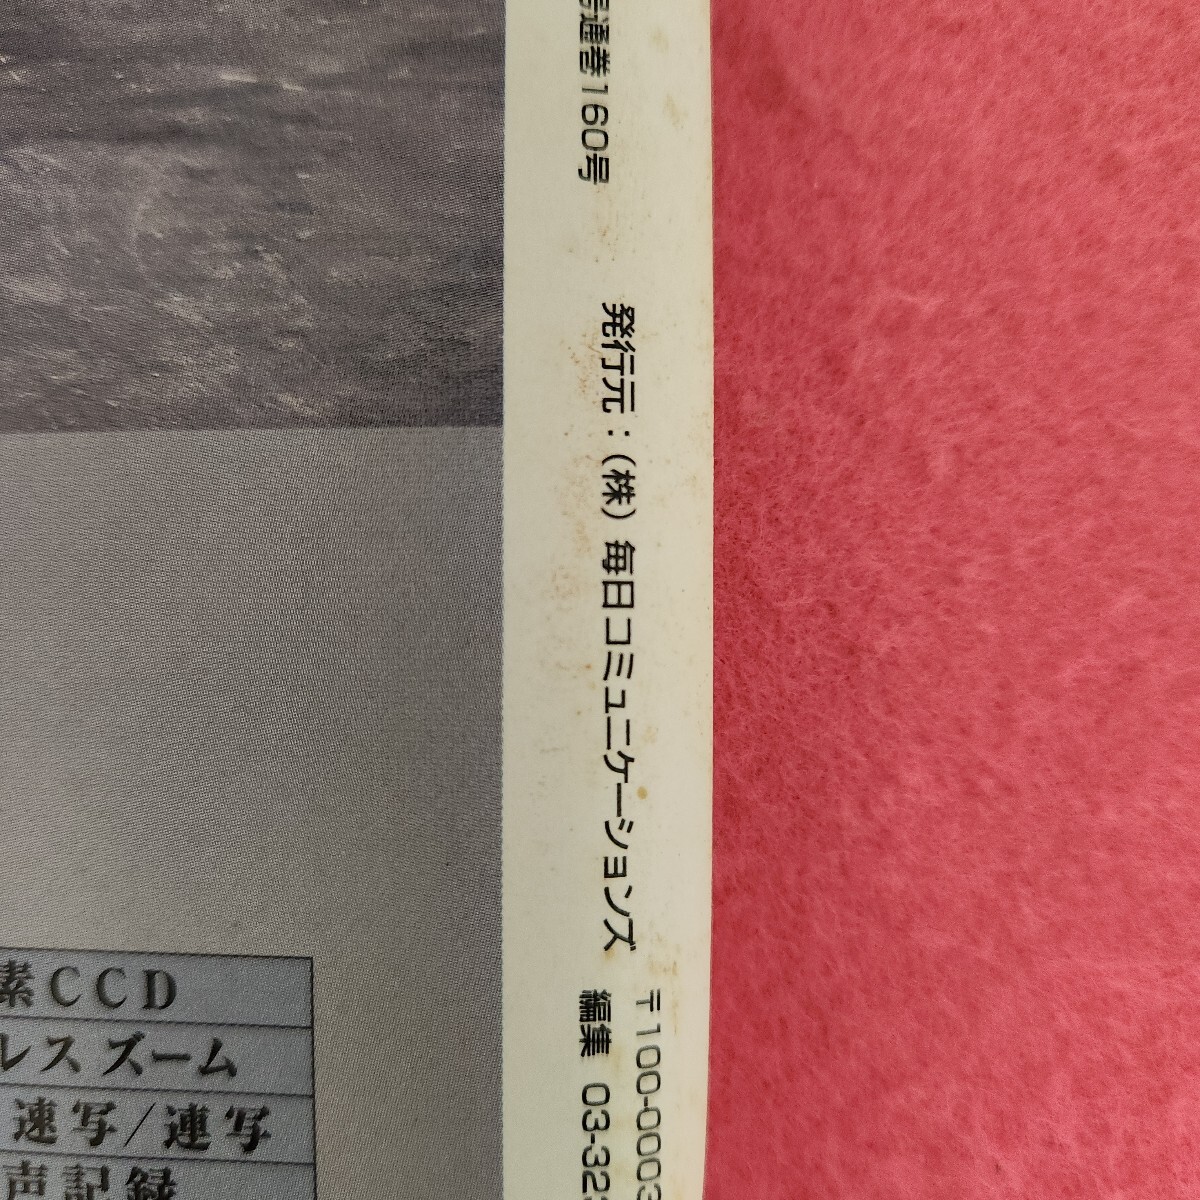 号通巻160号
発行元：（株）毎日コミュニケーションズ
〒100-0003
編集 03-323
素CCD
レス ズーム
速写/連写
声記録